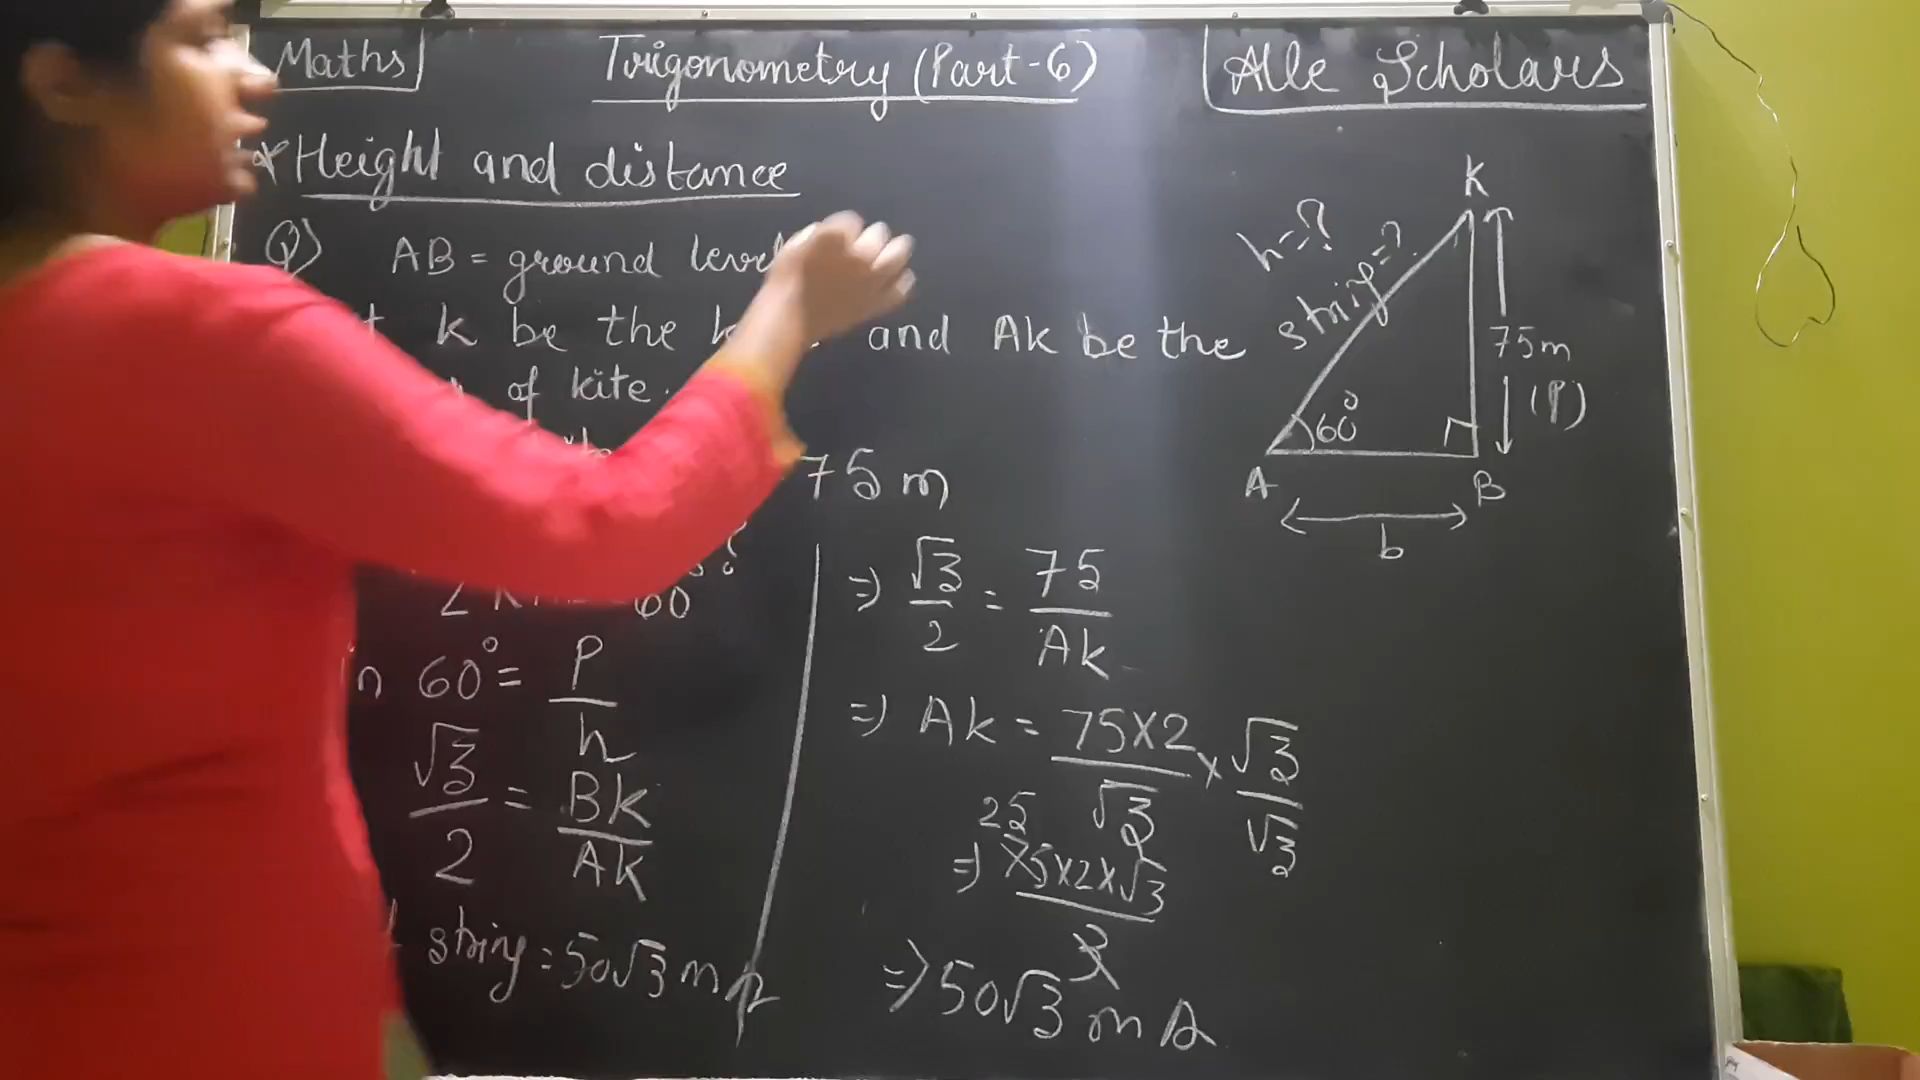 Maths
Trigonometry (Part-6)
Alle Scholars
* Height and distance
Q) AB = ground level
k be the and Ak be the
of kite.
75 m
?
60
in 60° = P/h
√3/2 = Bk/Ak
string = 50√3 m
=) √3/2 = 75/Ak
=) Ak = 75×2/√3 × √3/√3
25
=) 75×2×√3/3
=) 50√3 m A
K
h=?
string=?
75m
(P)
60°
A
B
b